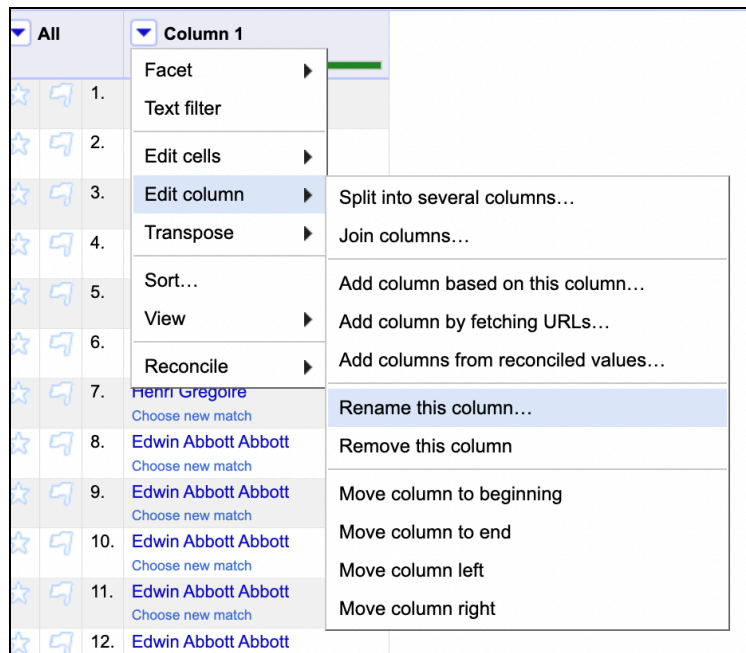 All
Column 1
Facet
Text filter
Edit cells
Edit column
Transpose
Sort…
View
Reconcile
Split into several columns…
Join columns…
Add column based on this column…
Add column by fetching URLs…
Add columns from reconciled values…
Rename this column…
Remove this column
Move column to beginning
Move column to end
Move column left
Move column right
1.
2.
3.
4.
5.
6.
7. Henri Grégoire
Choose new match
8. Edwin Abbott Abbott
Choose new match
9. Edwin Abbott Abbott
Choose new match
10. Edwin Abbott Abbott
Choose new match
11. Edwin Abbott Abbott
Choose new match
12. Edwin Abbott Abbott